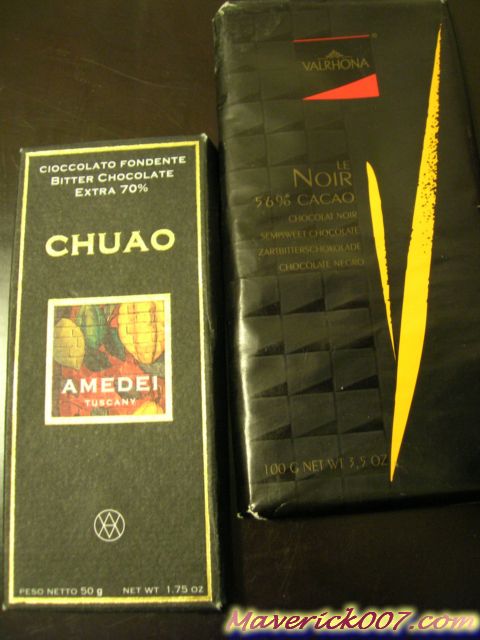 CIOCCOLATO FONDENTE
BITTER CHOCOLATE
EXTRA 70%
CHUAO
AMEDEI
TUSCANY
PESO NETTO 50 g NET WT 1.75 OZ
VALRHONA
LE
NOIR
56% CACAO
CHOCOLAT NOIR
SEMISWEET CHOCOLATE
ZARTBITTERSCHOKOLADE
CHOCOLATE NEGRO
100 G NET WT 3,5 OZ
Maverick007.com